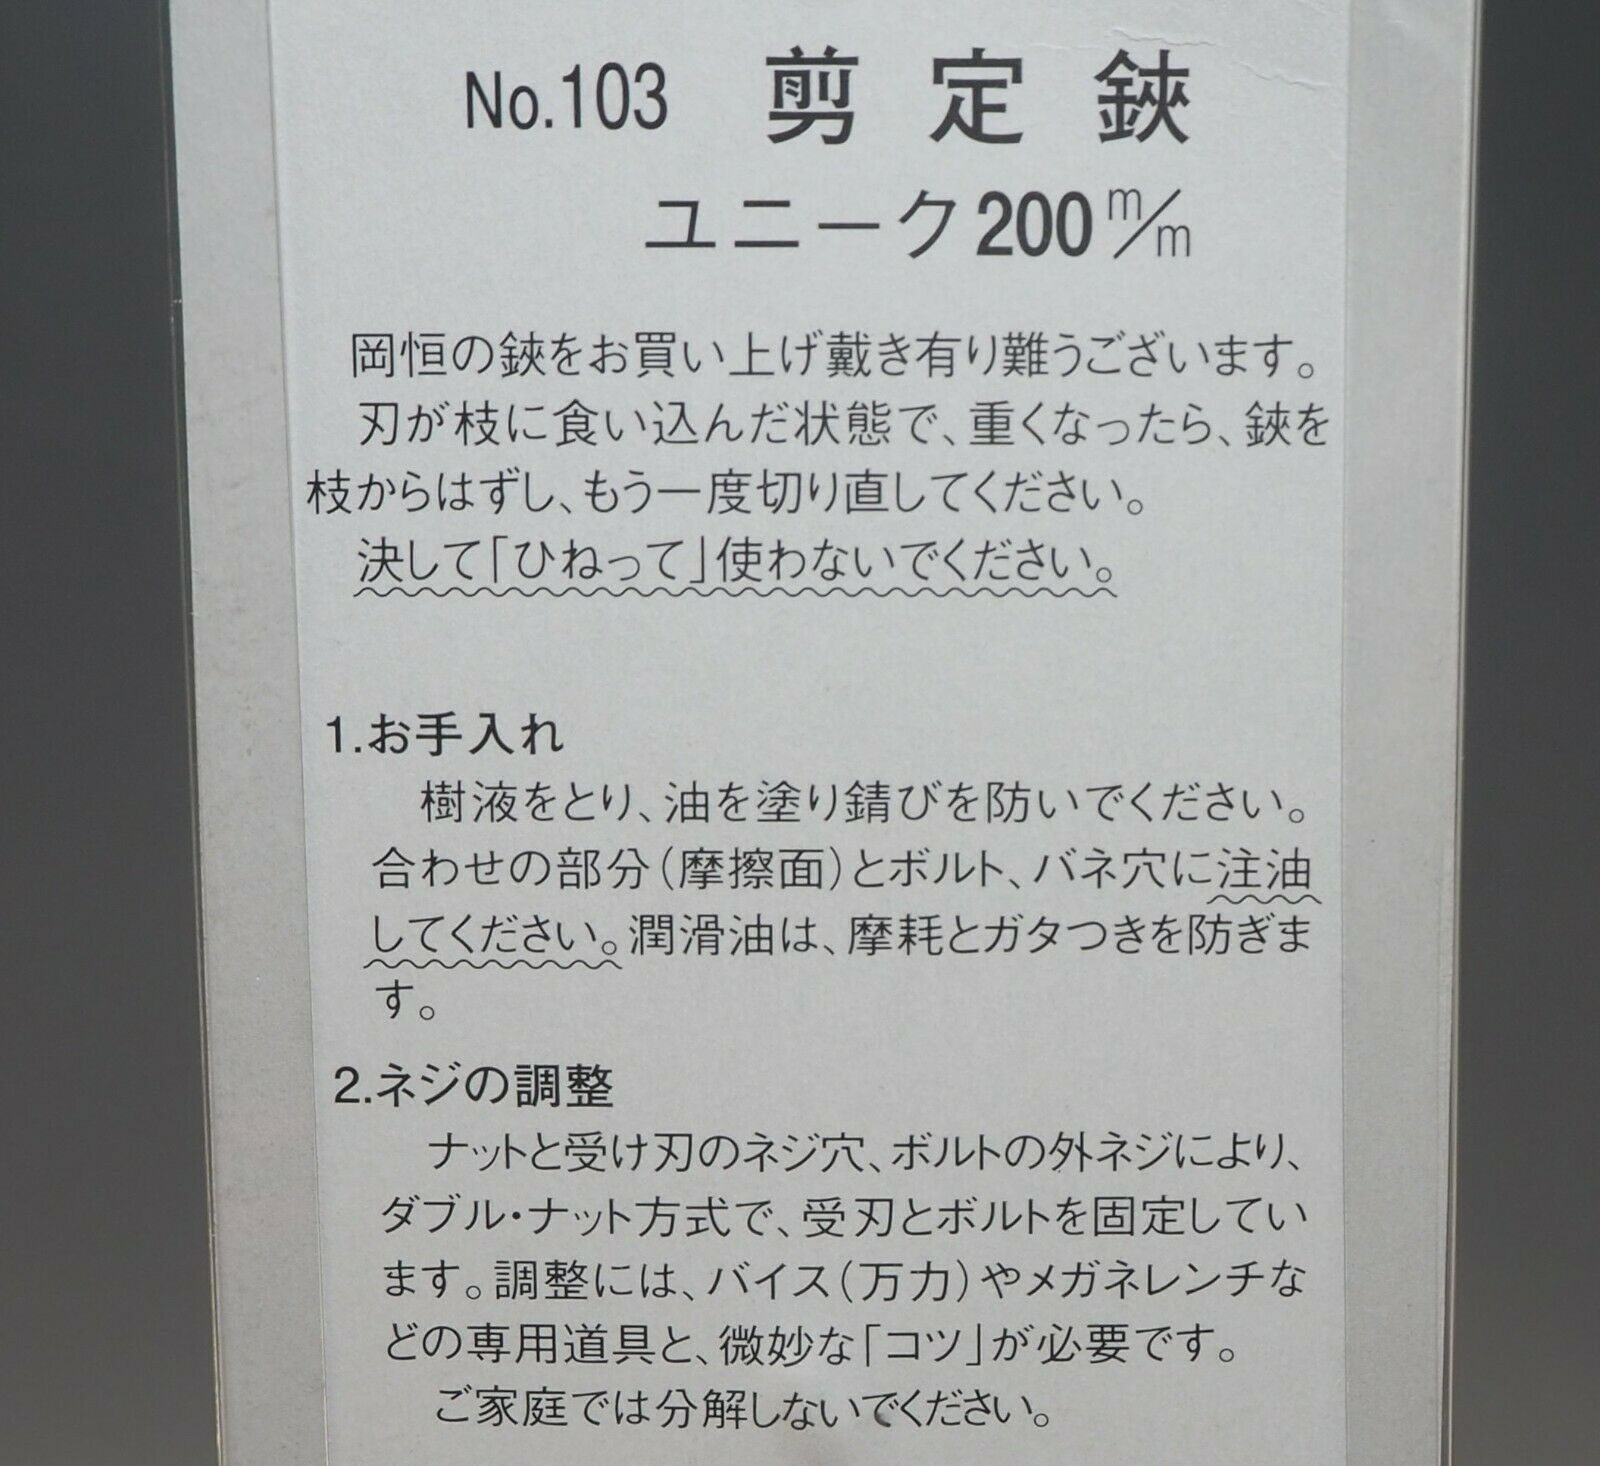 No.103 剪定鋏
ユニーク200m/m
岡恒の鋏をお買い上げ戴き有り難うございます。
刃が枝に食い込んだ状態で、重くなったら、鋏を
枝からはずし、もう一度切り直してください。
決して「ひねって」使わないでください。
1.お手入れ
樹液をとり、油を塗り錆びを防いでください。
合わせの部分(摩擦面)とボルト、バネ穴に注油
してください。潤滑油は、摩耗とガタつきを防ぎま
す。
2.ネジの調整
ナットと受け刃のネジ穴、ボルトの外ネジにより、
ダブル・ナット方式で、受刃とボルトを固定してい
ます。調整には、バイス(万力)やメガネレンチな
どの専用道具と、微妙な「コツ」が必要です。
ご家庭では分解しないでください。